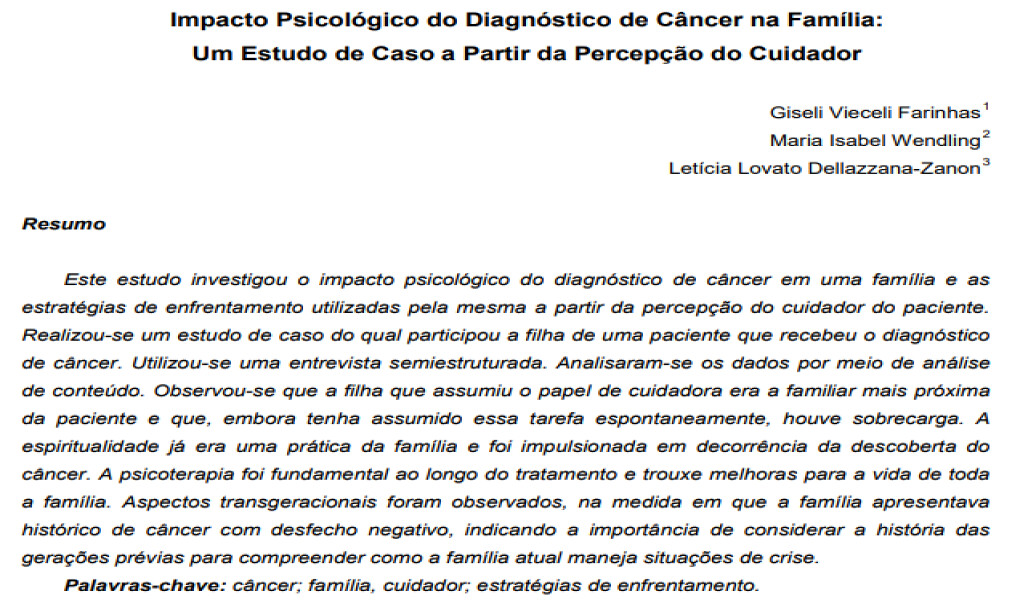 Impacto Psicológico do Diagnóstico de Câncer na Família:
Um Estudo de Caso a Partir da Percepção do Cuidador
Giseli Vieceli Farinhas¹
Maria Isabel Wendling²
Letícia Lovato Dellazzana-Zanon³
Resumo
Este estudo investigou o impacto psicológico do diagnóstico de câncer em uma família e as
estratégias de enfrentamento utilizadas pela mesma a partir da percepção do cuidador do paciente.
Realizou-se um estudo de caso do qual participou a filha de uma paciente que recebeu o diagnóstico
de câncer. Utilizou-se uma entrevista semiestruturada. Analisaram-se os dados por meio de análise
de conteúdo. Observou-se que a filha que assumiu o papel de cuidadora era a familiar mais próxima
da paciente e que, embora tenha assumido essa tarefa espontaneamente, houve sobrecarga. A
espiritualidade já era uma prática da família e foi impulsionada em decorrência da descoberta do
câncer. A psicoterapia foi fundamental ao longo do tratamento e trouxe melhoras para a vida de toda
a família. Aspectos transgeracionais foram observados, na medida em que a família apresentava
histórico de câncer com desfecho negativo, indicando a importância de considerar a história das
gerações prévias para compreender como a família atual maneja situações de crise.
Palavras-chave: câncer; família, cuidador; estratégias de enfrentamento.